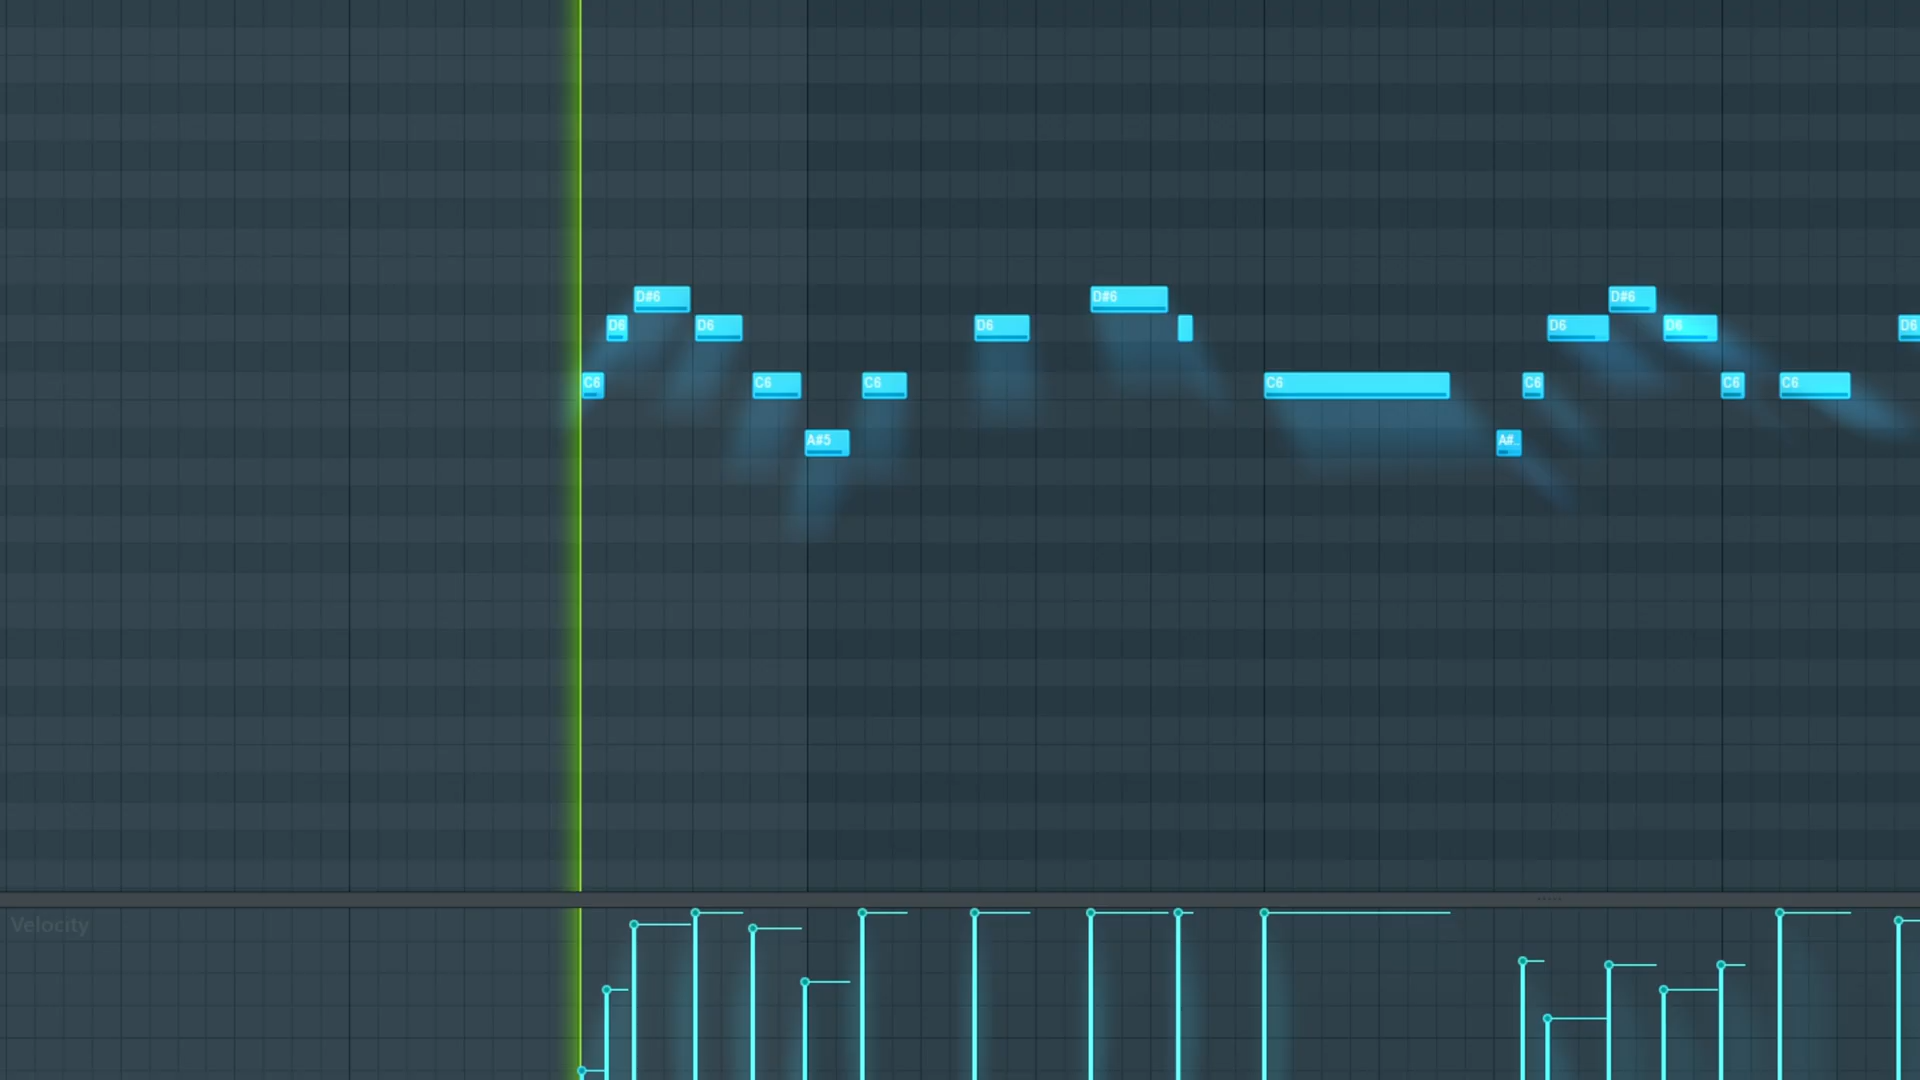 D#6 D#6 D#6
D6 D6 D6 D6 D6 D6
C6 C6 C6 C6 C6 C6 C6
A#5 A#..
Velocity